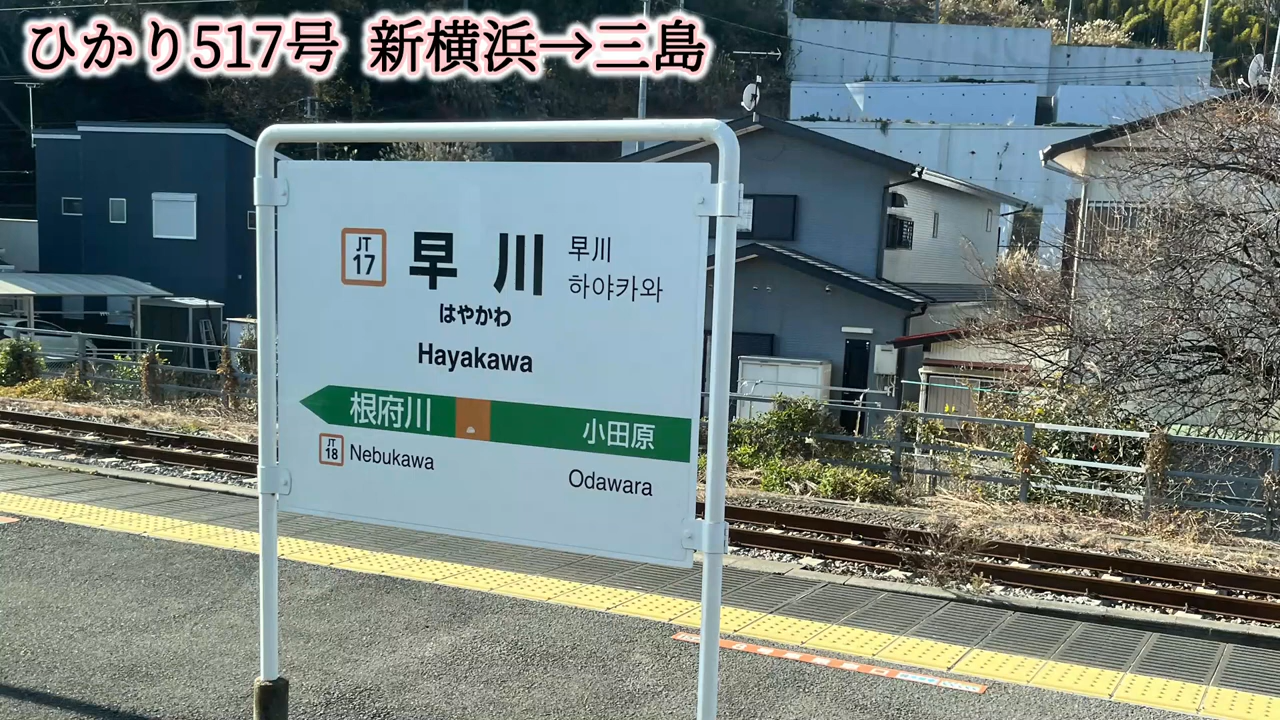 ひかり517号 新横浜→三島
JT
17
早川
早川
하야카와
はやかわ
Hayakawa
根府川
小田原
JT
18
Nebukawa
Odawara